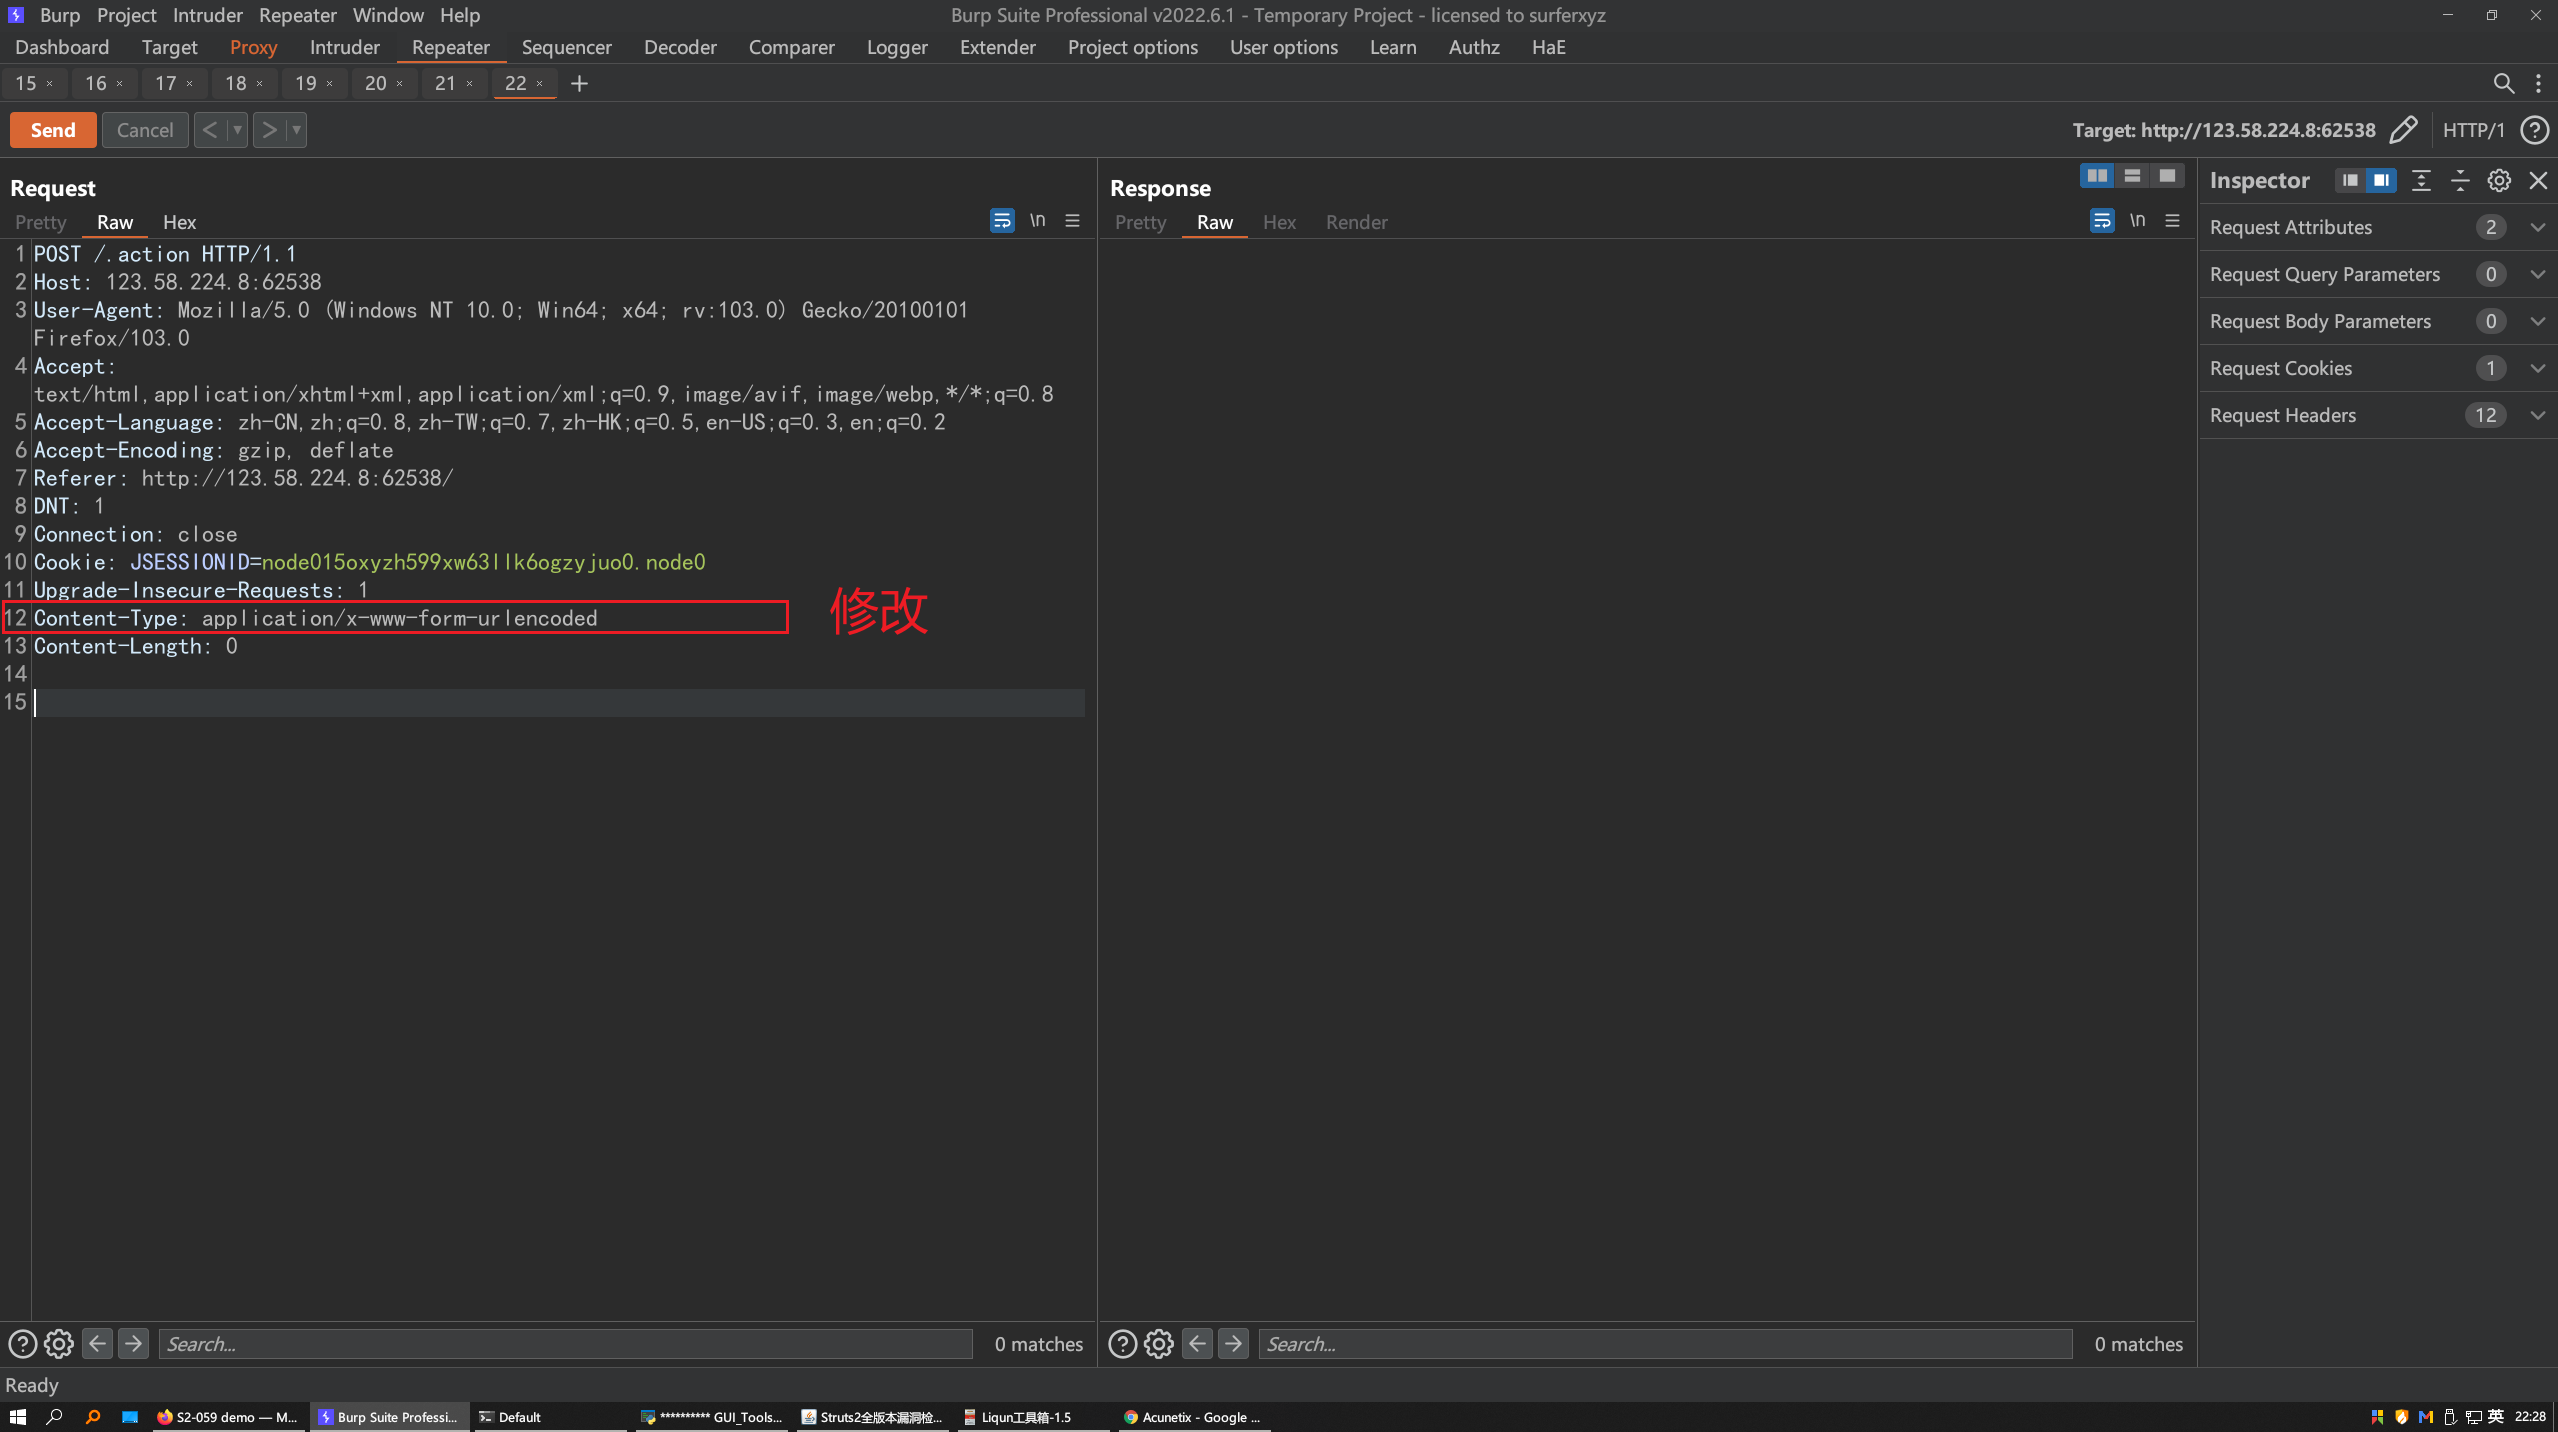 Burp Project Intruder Repeater Window Help
Burp Suite Professional v2022.6.1 - Temporary Project - licensed to surferxyz
Dashboard Target Proxy Intruder Repeater Sequencer Decoder Comparer Logger Extender Project options User options Learn Authz HaE
15 × 16 × 17 × 18 × 19 × 20 × 21 × 22 × +
Send Cancel < >
Target: http://123.58.224.8:62538 HTTP/1
Request
Pretty Raw Hex
\n
1 POST /.action HTTP/1.1
2 Host: 123.58.224.8:62538
3 User-Agent: Mozilla/5.0 (Windows NT 10.0; Win64; x64; rv:103.0) Gecko/20100101
Firefox/103.0
4 Accept:
text/html,application/xhtml+xml,application/xml;q=0.9,image/avif,image/webp,*/*;q=0.8
5 Accept-Language: zh-CN,zh;q=0.8,zh-TW;q=0.7,zh-HK;q=0.5,en-US;q=0.3,en;q=0.2
6 Accept-Encoding: gzip, deflate
7 Referer: http://123.58.224.8:62538/
8 DNT: 1
9 Connection: close
10 Cookie: JSESSIONID=node015oxyzh599xw63llk6ogzyjuo0.node0
11 Upgrade-Insecure-Requests: 1
12 Content-Type: application/x-www-form-urlencoded
修改
13 Content-Length: 0
14
15
Response
Pretty Raw Hex Render
\n
Inspector
Request Attributes 2
Request Query Parameters 0
Request Body Parameters 0
Request Cookies 1
Request Headers 12
Search... 0 matches
Search... 0 matches
Ready
S2-059 demo — M... Burp Suite Professi... Default ********** GUI_Tools... Struts2全版本漏洞检... Liqun工具箱-1.5 Acunetix - Google ... 英 22:28